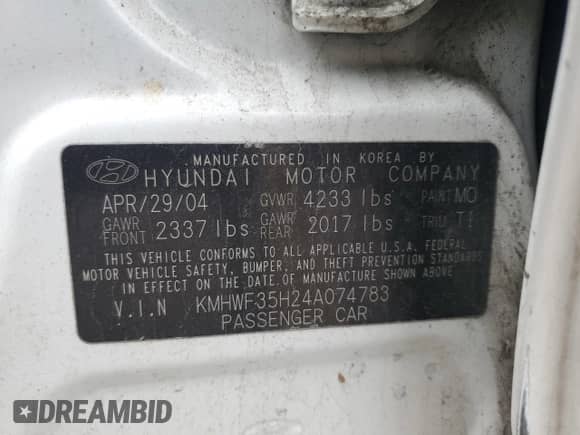 MANUFACTURED IN KOREA BY
HYUNDAI MOTOR COMPANY
APR/29/04 GVWR 4233 lbs PAINT MO
GAWR FRONT 2337 lbs GAWR REAR 2017 lbs TRIM TI
THIS VEHICLE CONFORMS TO ALL APPLICABLE U.S.A. FEDERAL
MOTOR VEHICLE SAFETY, BUMPER, AND THEFT PREVENTION STANDARDS
IN EFFECT ON THE DATE OF MANUFACTURE SHOWN ABOVE
V.I.N KMHWF35H24A074783
PASSENGER CAR
DREAMBID